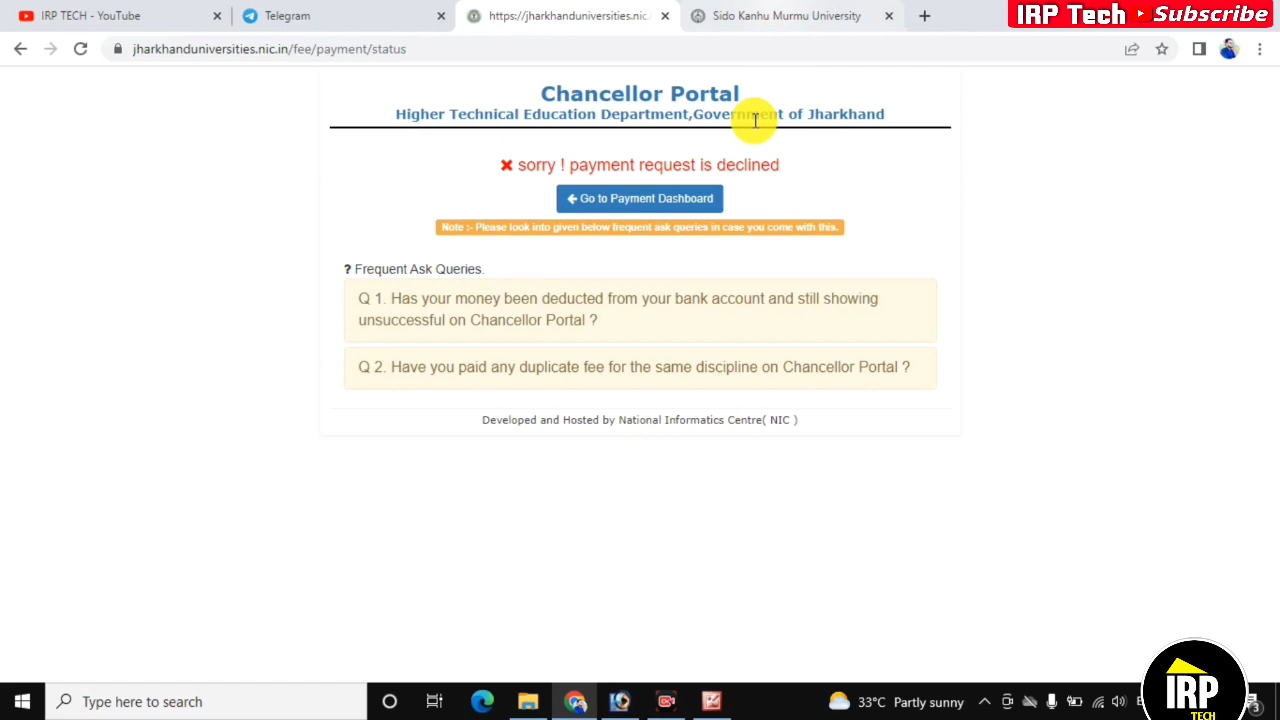 IRP TECH - YouTube
Telegram
https://jharkhanduniversities.nic.
Sido Kanhu Murmu University
IRP Tech Subscribe
jharkhanduniversities.nic.in/fee/payment/status
Chancellor Portal
Higher Technical Education Department,Government of Jharkhand
sorry ! payment request is declined
Go to Payment Dashboard
Note :- Please look into given below frequent ask queries in case you come with this.
? Frequent Ask Queries.
Q 1. Has your money been deducted from your bank account and still showing
unsuccessful on Chancellor Portal ?
Q 2. Have you paid any duplicate fee for the same discipline on Chancellor Portal ?
Developed and Hosted by National Informatics Centre( NIC )
Type here to search
33°C Partly sunny
3
IRP
TECH